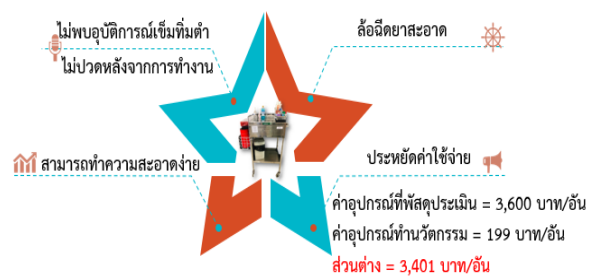 ไม่พบอุบัติการณ์เข็มทิ่มตำ
ไม่ปวดหลังจากการทำงาน
ล้อฉีดยาสะอาด
สามารถทำความสะอาดง่าย
ประหยัดค่าใช้จ่าย
ค่าอุปกรณ์ที่พัสดุประเมิน = 3,600 บาท/อัน
ค่าอุปกรณ์ทำนวัตกรรม = 199 บาท/อัน
ส่วนต่าง = 3,401 บาท/อัน